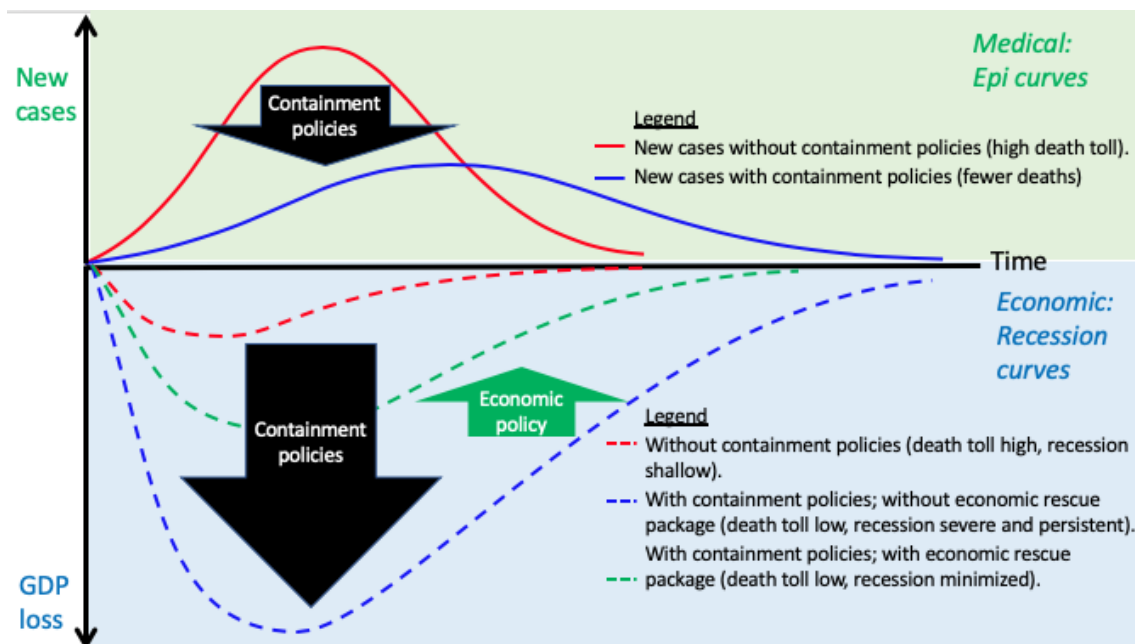 Medical:
Epi curves
New
cases
Containment
policies
Legend
New cases without containment policies (high death toll).
New cases with containment policies (fewer deaths)
Time
Economic:
Recession
curves
Economic
policy
Containment
policies
Legend
Without containment policies (death toll high, recession
shallow).
With containment policies; without economic rescue
package (death toll low, recession severe and persistent).
With containment policies; with economic rescue
package (death toll low, recession minimized).
GDP
loss